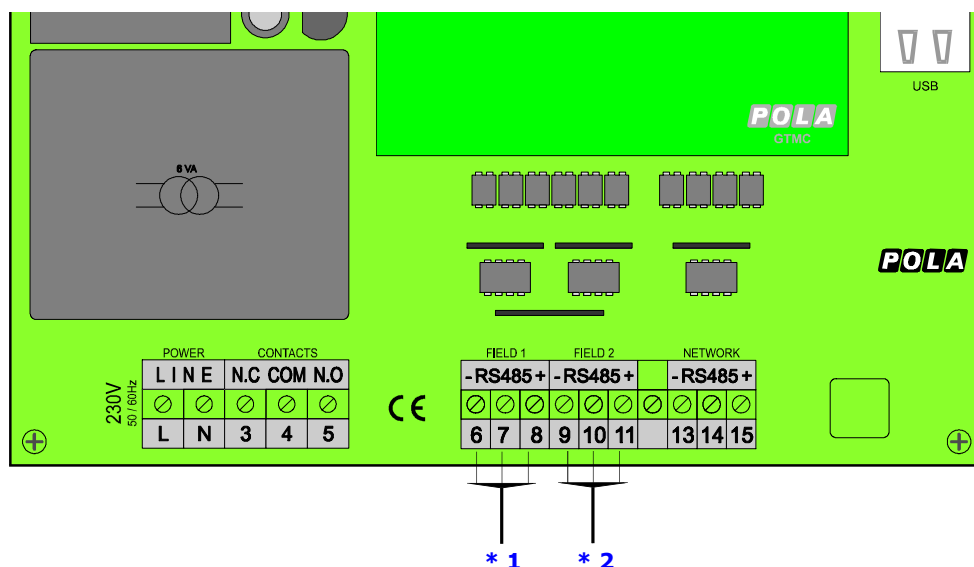 USB
POLA
GTMC
6 VA
POLA
POWER
CONTACTS
FIELD 1
FIELD 2
NETWORK
LINE
N.C COM N.O
- RS485 +
- RS485 +
- RS485 +
230V
50 / 60Hz
CE
L N 3 4 5
6 7 8 9 10 11 13 14 15
* 1
* 2